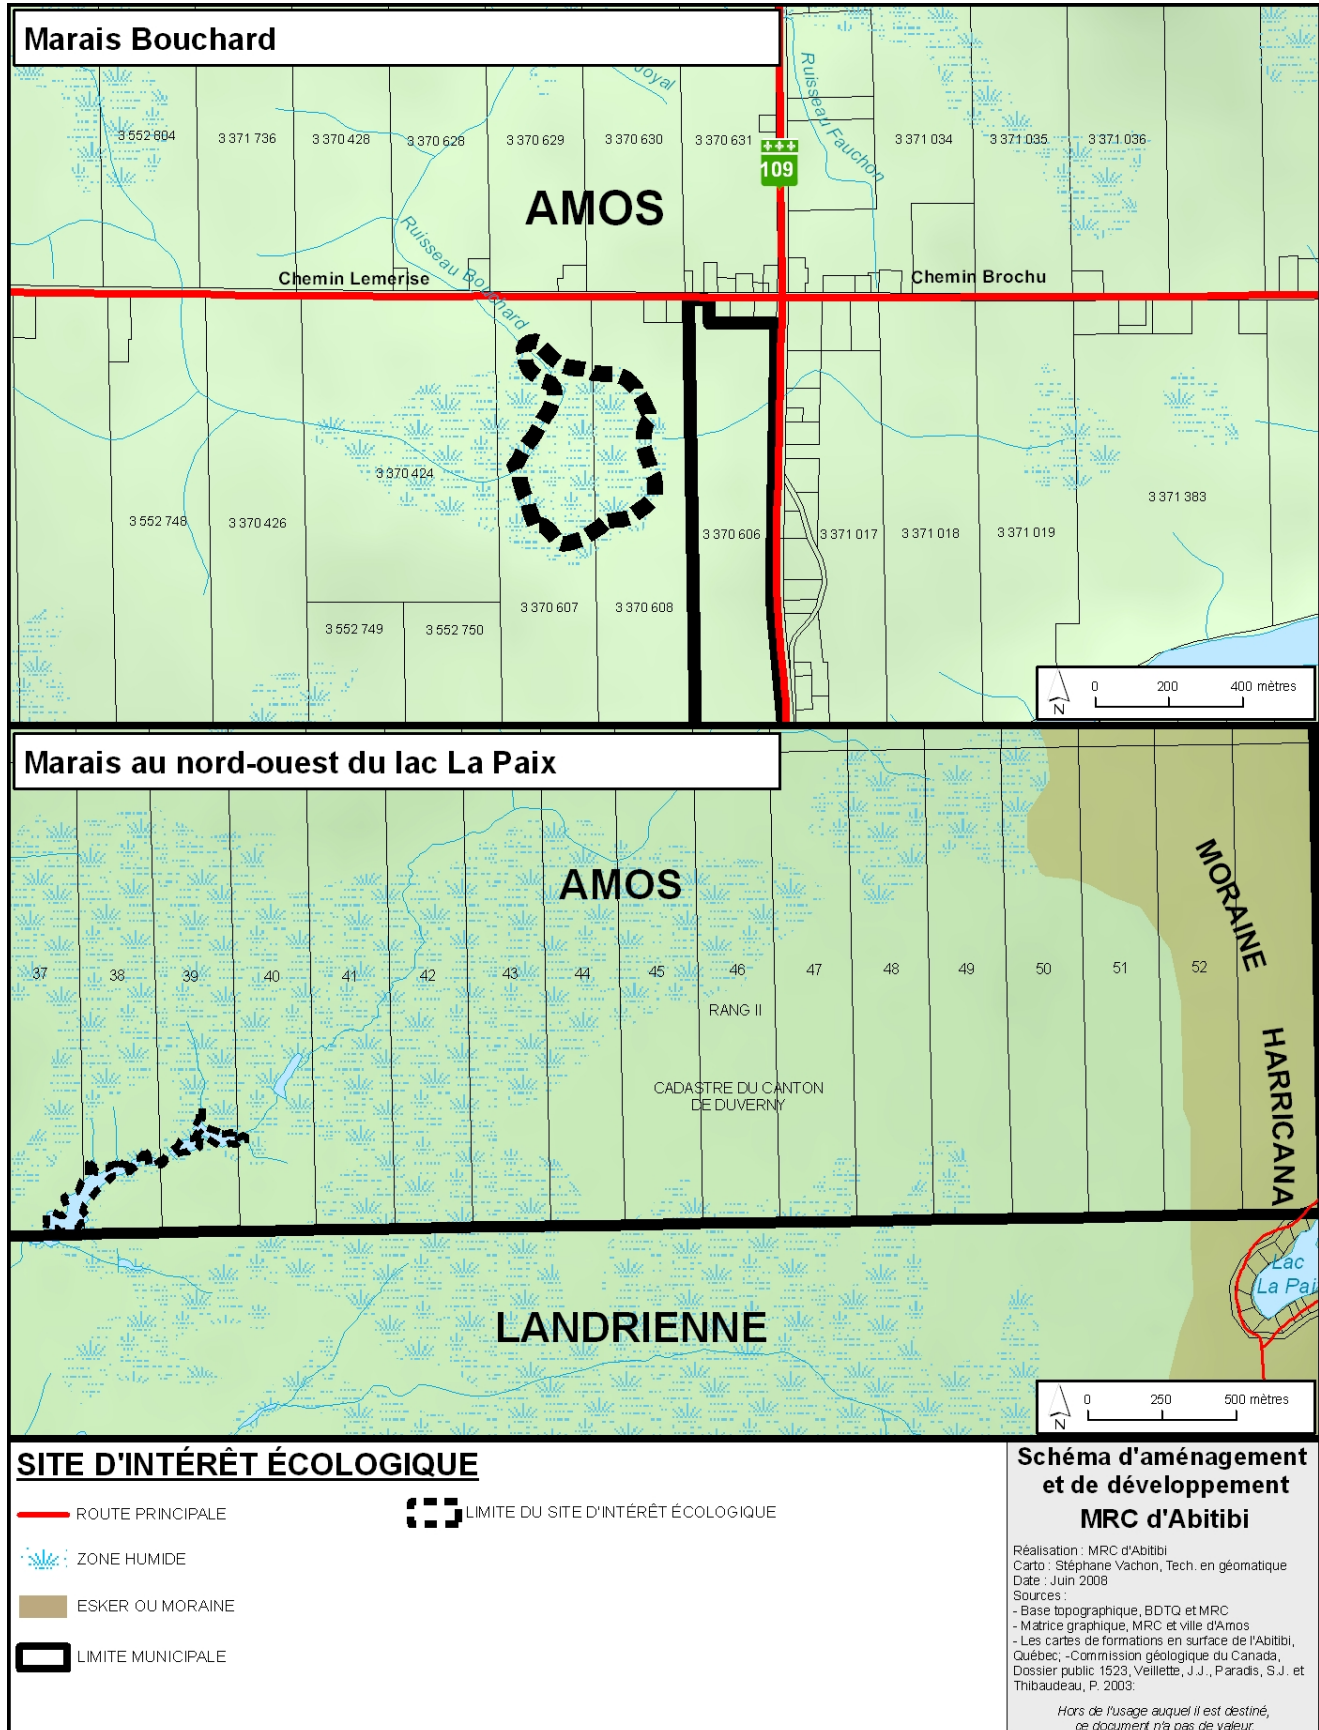 Marais Bouchard
Joyal
Ruisseau Fauchon
3 552 804
3 371 736
3 370 428
3 370 628
3 370 629
3 370 630
3 370 631
3 371 034
3 371 035
3 371 036
109
AMOS
Ruisseau Bouchard
Chemin Lemerise
Chemin Brochu
3 370 424
3 552 748
3 370 426
3 370 606
3 371 017
3 371 018
3 371 019
3 371 383
3 370 607
3 370 608
3 552 749
3 552 750
N
0 200 400 mètres
Marais au nord-ouest du lac La Paix
AMOS
MORAINE
HARRICANA
37 38 39 40 41 42 43 44 45 46 47 48 49 50 51 52
RANG II
CADASTRE DU CANTON
DE DUVERNY
Lac
La Pai
LANDRIENNE
N
0 250 500 mètres
SITE D'INTÉRÊT ÉCOLOGIQUE
ROUTE PRINCIPALE
LIMITE DU SITE D'INTÉRÊT ÉCOLOGIQUE
ZONE HUMIDE
ESKER OU MORAINE
LIMITE MUNICIPALE
Schéma d'aménagement
et de développement
MRC d'Abitibi
Réalisation : MRC d'Abitibi
Carto : Stéphane Vachon, Tech. en géomatique
Date : Juin 2008
Sources :
- Base topographique, BDTQ et MRC
- Matrice graphique, MRC et ville d'Amos
- Les cartes de formations en surface de l'Abitibi,
Québec; -Commission géologique du Canada,
Dossier public 1523, Veillette, J.J., Paradis, S.J. et
Thibaudeau, P. 2003:
Hors de l'usage auquel il est destiné,
ce document n'a pas de valeur.